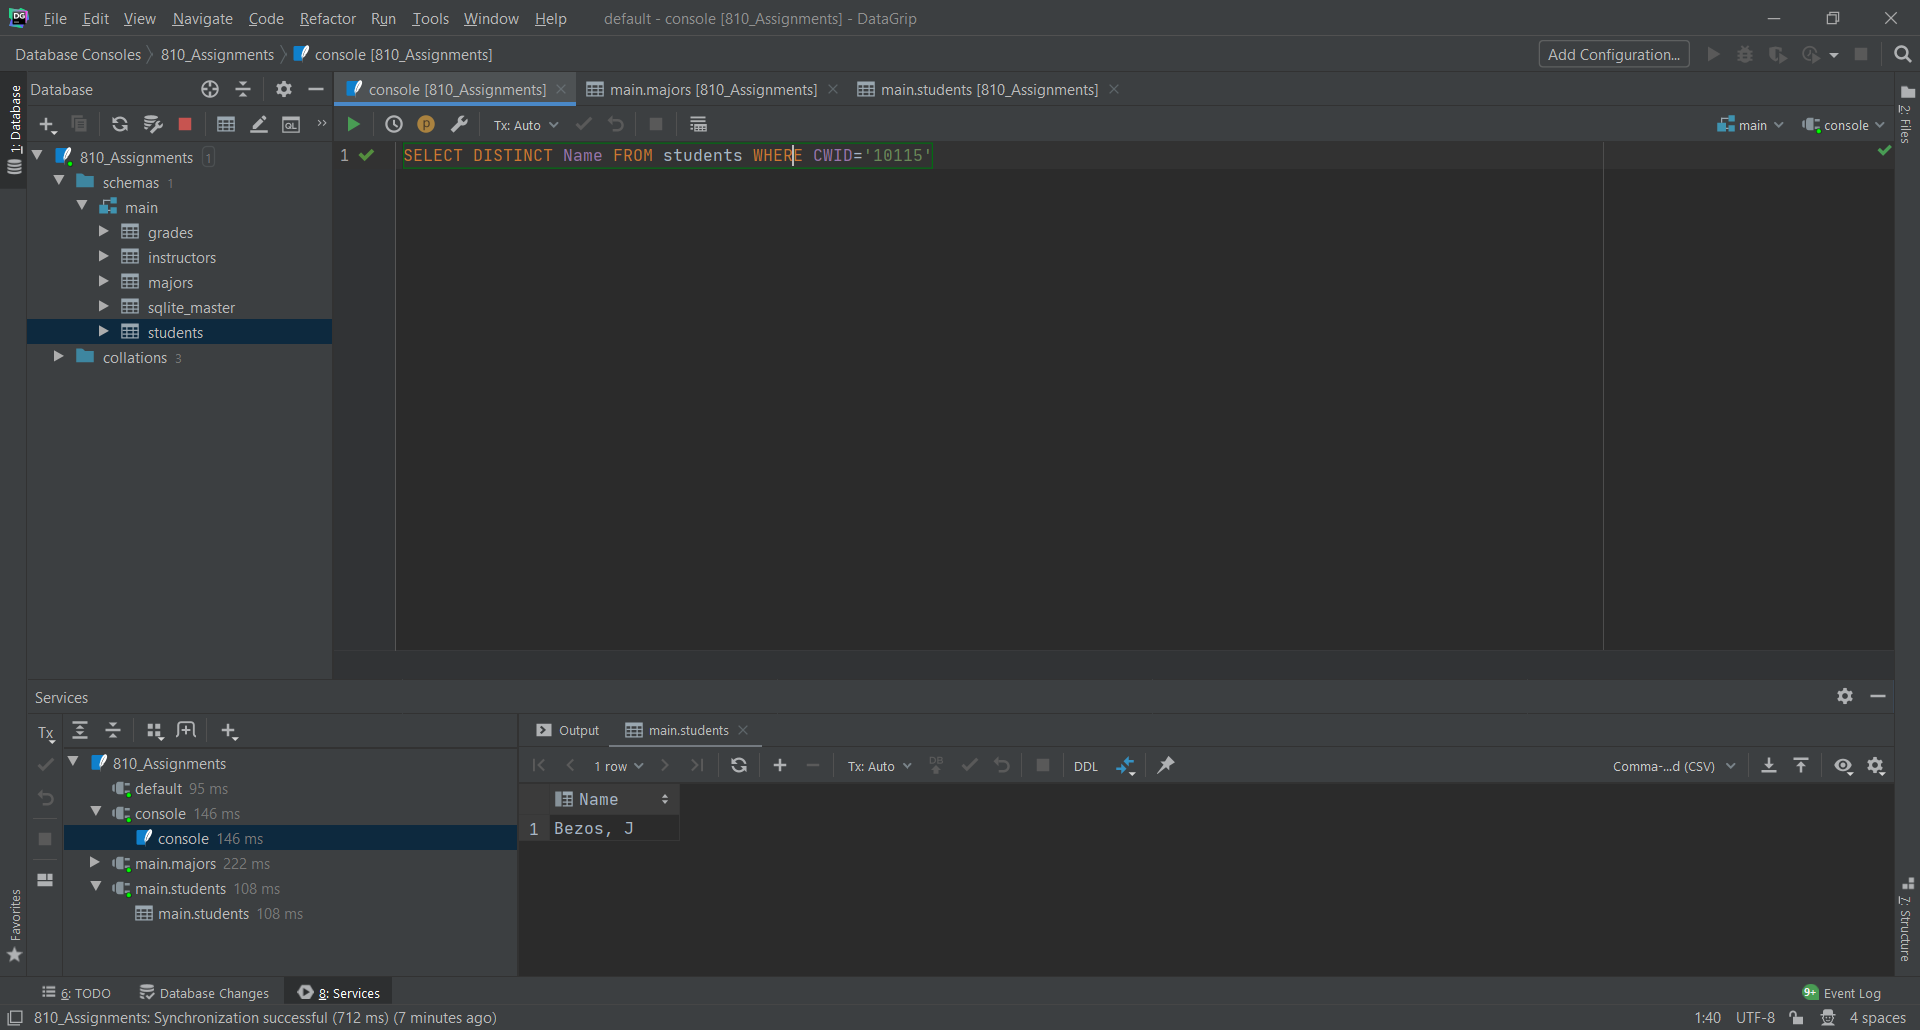 File Edit View Navigate Code Refactor Run Tools Window Help default - console [810_Assignments] - DataGrip
Database Consoles 810_Assignments console [810_Assignments] Add Configuration...
Database
console [810_Assignments] main.majors [810_Assignments] main.students [810_Assignments]
Tx: Auto main console
1: Database
2: Files
810_Assignments 1
schemas 1
main
grades
instructors
majors
sqlite_master
students
collations 3
1 SELECT DISTINCT Name FROM students WHERE CWID='10115'
Services
Tx
810_Assignments
default 95 ms
console 146 ms
console 146 ms
main.majors 222 ms
main.students 108 ms
main.students 108 ms
Output main.students
1 row Tx: Auto DB DDL Comma-...d (CSV)
Name
1 Bezos, J
Favorites
7: Structure
6: TODO Database Changes 8: Services 9+ Event Log
810_Assignments: Synchronization successful (712 ms) (7 minutes ago) 1:40 UTF-8 4 spaces